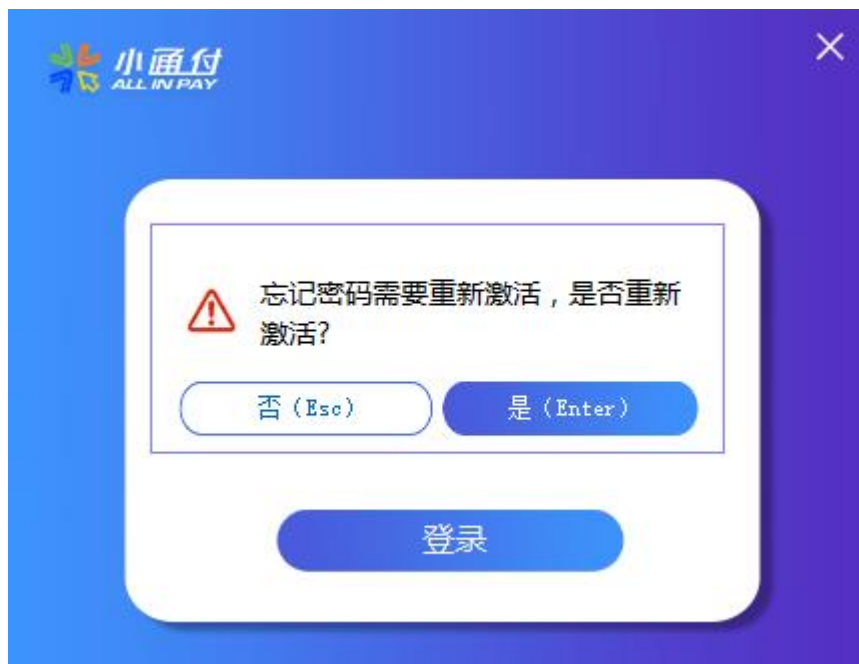 小通付
ALL IN PAY
忘记密码需要重新激活，是否重新
激活?
否（Esc）
是（Enter）
登录